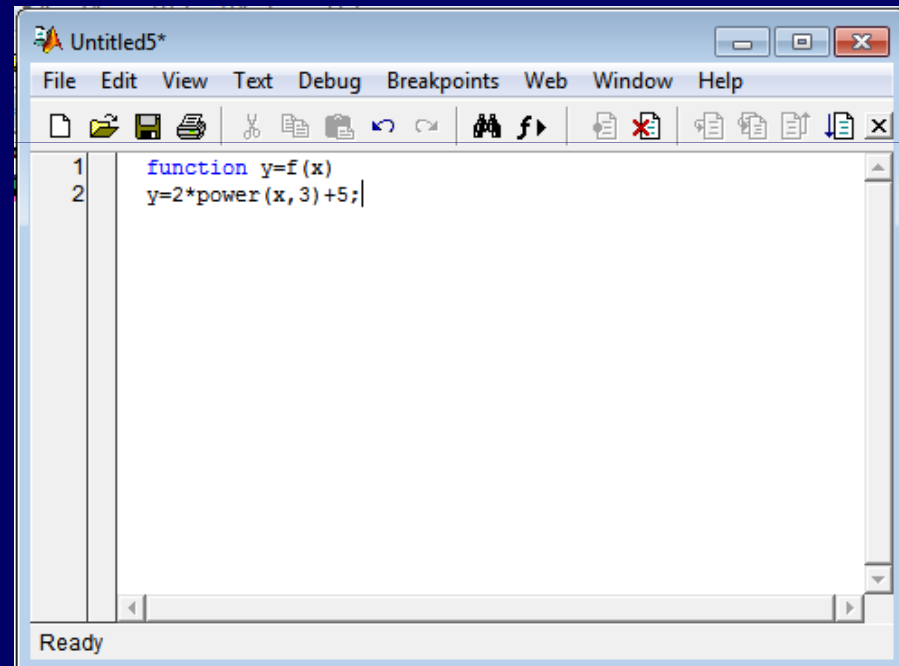 Untitled5*
File Edit View Text Debug Breakpoints Web Window Help
1 function y=f(x)
2 y=2*power(x,3)+5;
Ready